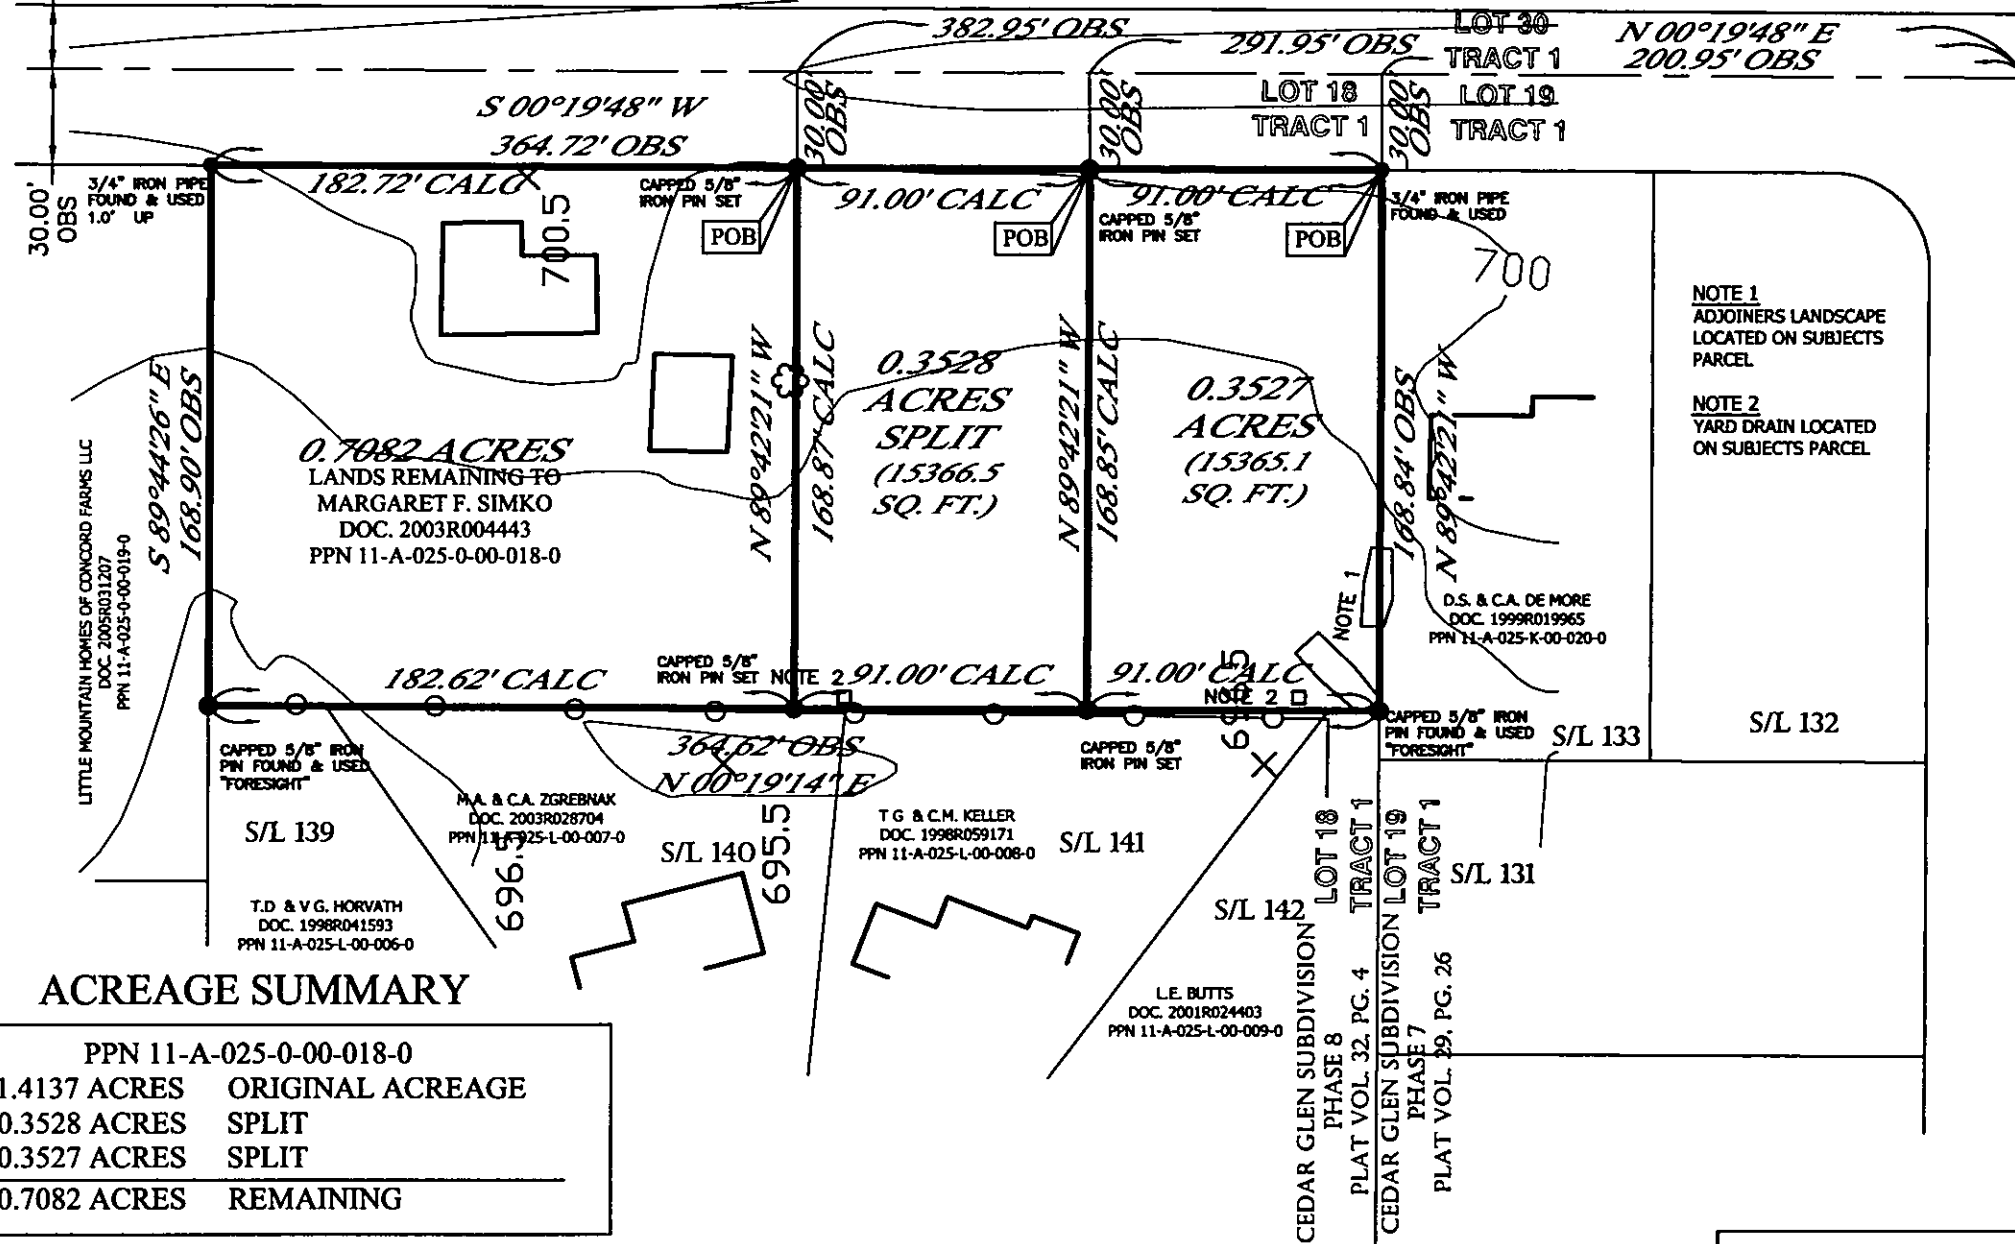 382.95' OBS
291.95' OBS
LOT 30
TRACT 1
N 00°19'48" E
200.95' OBS
LOT 18
TRACT 1
LOT 19
TRACT 1
S 00°19'48" W
364.72' OBS
30.00'
OBS
30.00'
OBS
30.00'
OBS
30.00'
OBS
3/4" IRON PIPE
FOUND & USED
1.0' UP
182.72' CALC
700.5
CAPPED 5/8"
IRON PIN SET
POB
91.00' CALC
CAPPED 5/8"
IRON PIN SET
POB
91.00' CALC
POB
3/4" IRON PIPE
FOUND & USED
700
NOTE 1
ADJOINERS LANDSCAPE
LOCATED ON SUBJECTS
PARCEL
NOTE 2
YARD DRAIN LOCATED
ON SUBJECTS PARCEL
LITTLE MOUNTAIN HOMES OF CONCORD FARMS LLC
DOC. 2005R031207
PPN 11-A-025-0-00-019-0
S 89°44'26" E
168.90' OBS
0.7082 ACRES
LANDS REMAINING TO
MARGARET F. SIMKO
DOC. 2003R004443
PPN 11-A-025-0-00-018-0
N 89°42'21" W
168.87' CALC
0.3528
ACRES
SPLIT
(15366.5
SQ. FT.)
N 89°42'21" W
168.85' CALC
0.3527
ACRES
(15365.1
SQ. FT.)
168.84' OBS
N 89°42'21" W
NOTE 1
D.S. & C.A. DE MORE
DOC. 1999R019965
PPN 11-A-025-K-00-020-0
182.62' CALC
CAPPED 5/8"
IRON PIN SET
NOTE 2
91.00' CALC
91.00' CALC
NOTE 2
CAPPED 5/8" IRON
PIN FOUND & USED
"FORESIGHT"
S/L 133
S/L 132
CAPPED 5/8" IRON
PIN FOUND & USED
"FORESIGHT"
364.62' OBS
N 00°19'14" E
CAPPED 5/8"
IRON PIN SET
S/L 139
M.A. & C.A. ZGREBNAK
DOC. 2003R028704
PPN 11-A-025-L-00-007-0
696.5
S/L 140
695.5
T G & C.M. KELLER
DOC. 1998R059171
PPN 11-A-025-L-00-008-0
S/L 141
S/L 142
S/L 131
T.D & V G. HORVATH
DOC. 1998R041593
PPN 11-A-025-L-00-006-0
L.E. BUTTS
DOC. 2001R024403
PPN 11-A-025-L-00-009-0
LOT 18
TRACT 1
LOT 19
TRACT 1
CEDAR GLEN SUBDIVISION
PHASE 8
PLAT VOL. 32, PG. 4
CEDAR GLEN SUBDIVISION
PHASE 7
PLAT VOL. 29, PG. 26
ACREAGE SUMMARY
PPN 11-A-025-0-00-018-0
1.4137 ACRES ORIGINAL ACREAGE
0.3528 ACRES SPLIT
0.3527 ACRES SPLIT
0.7082 ACRES REMAINING